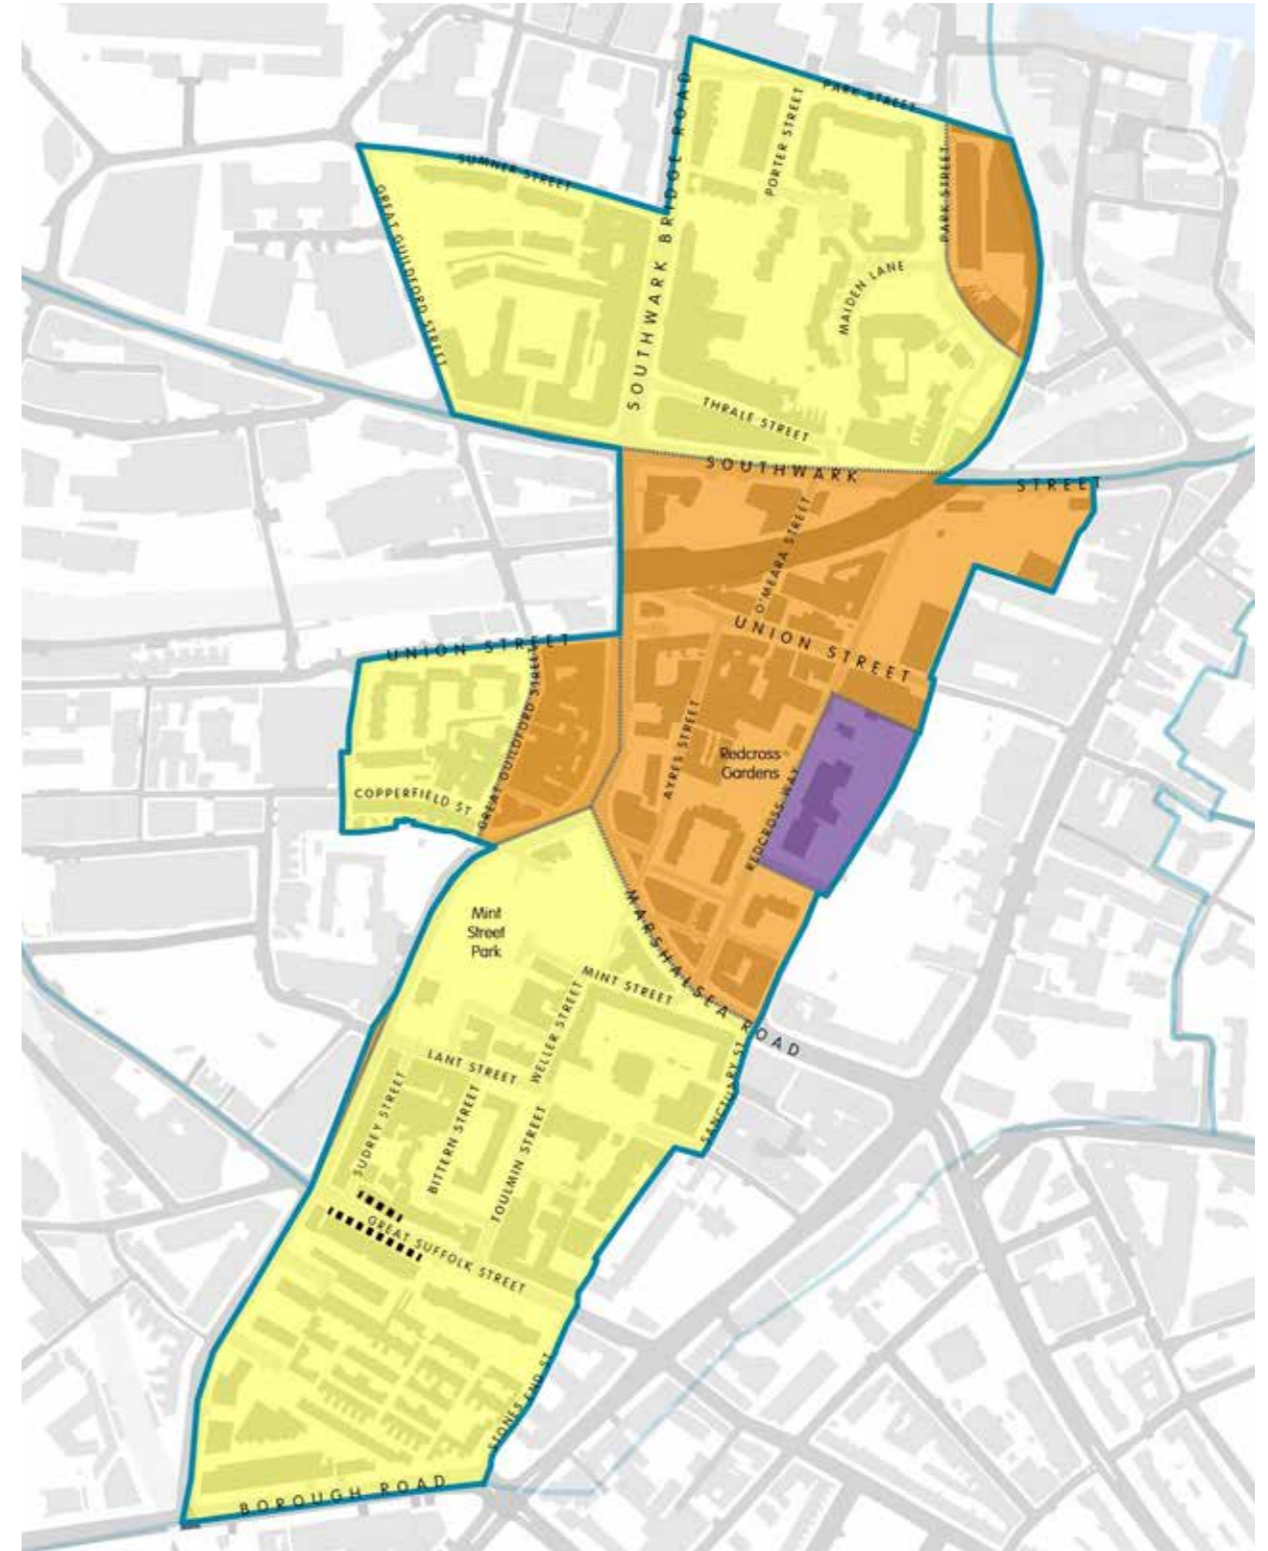 PARK STREET
SOUTHWARK BRIDGE ROAD
PORTER STREET
SUMNER STREET
PARK STREET
GREAT GUILDFORD STREET
MAIDEN LANE
THRALE STREET
SOUTHWARK STREET
O'MEARA STREET
UNION STREET
UNION STREET
GREAT GUILDFORD STREET
AYRES STREET
Redcross
Gardens
REDCROSS WAY
COPPERFIELD ST
MARSHALSEA ROAD
Mint
Street
Park
MINT STREET
WELLER STREET
LANT STREET
SANCTUARY ST
SUDREY STREET
BITTERN STREET
TOULMIN STREET
GREAT SUFFOLK STREET
STONES END ST
BOROUGH ROAD